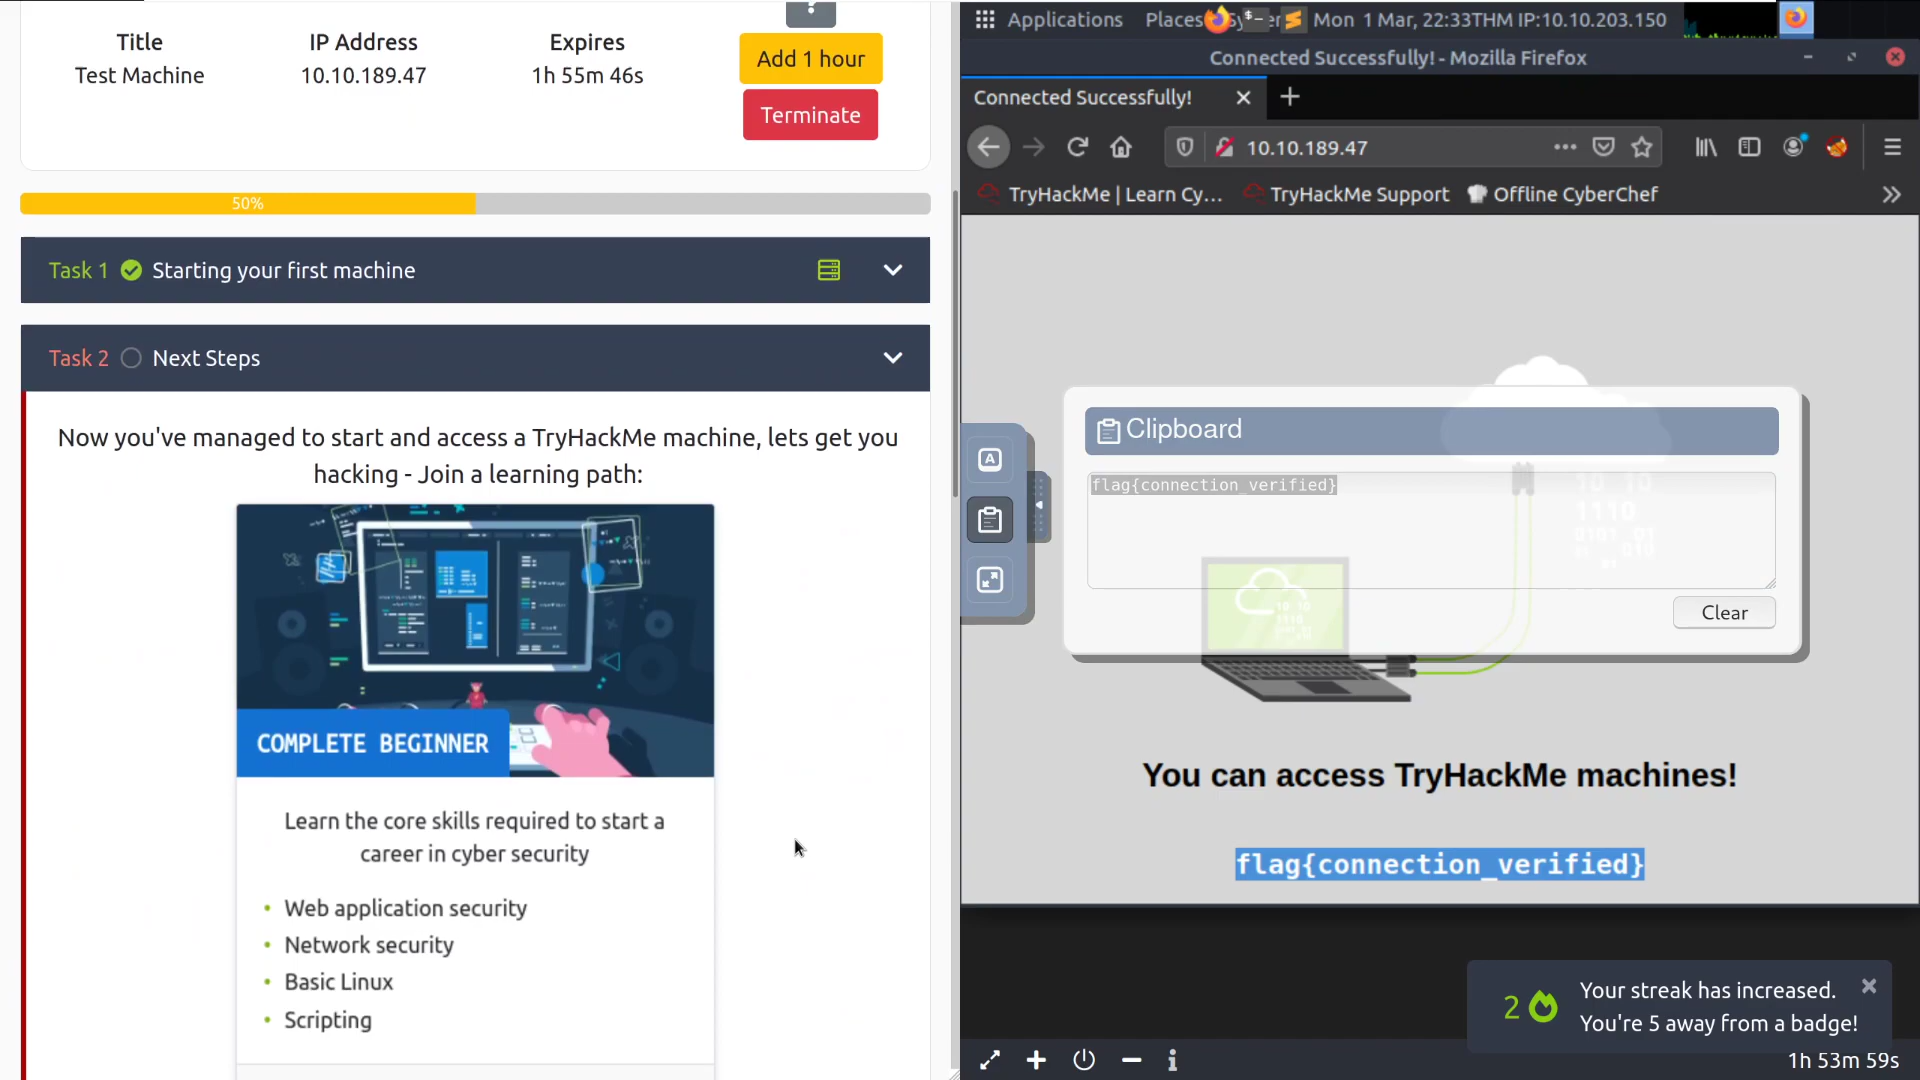 Title
IP Address
Expires
?
Test Machine
10.10.189.47
1h 55m 46s
Add 1 hour
Terminate
50%
Task 1
Starting your first machine
Task 2
Next Steps
Now you've managed to start and access a TryHackMe machine, lets get you
hacking - Join a learning path:
COMPLETE BEGINNER
Learn the core skills required to start a
career in cyber security
• Web application security
• Network security
• Basic Linux
• Scripting
Applications
Places
Mon 1 Mar, 22:33
THM IP:10.10.203.150
Connected Successfully! - Mozilla Firefox
Connected Successfully!
10.10.189.47
TryHackMe | Learn Cy...
TryHackMe Support
Offline CyberChef
Clipboard
flag{connection_verified}
Clear
You can access TryHackMe machines!
flag{connection_verified}
2
Your streak has increased.
You're 5 away from a badge!
1h 53m 59s